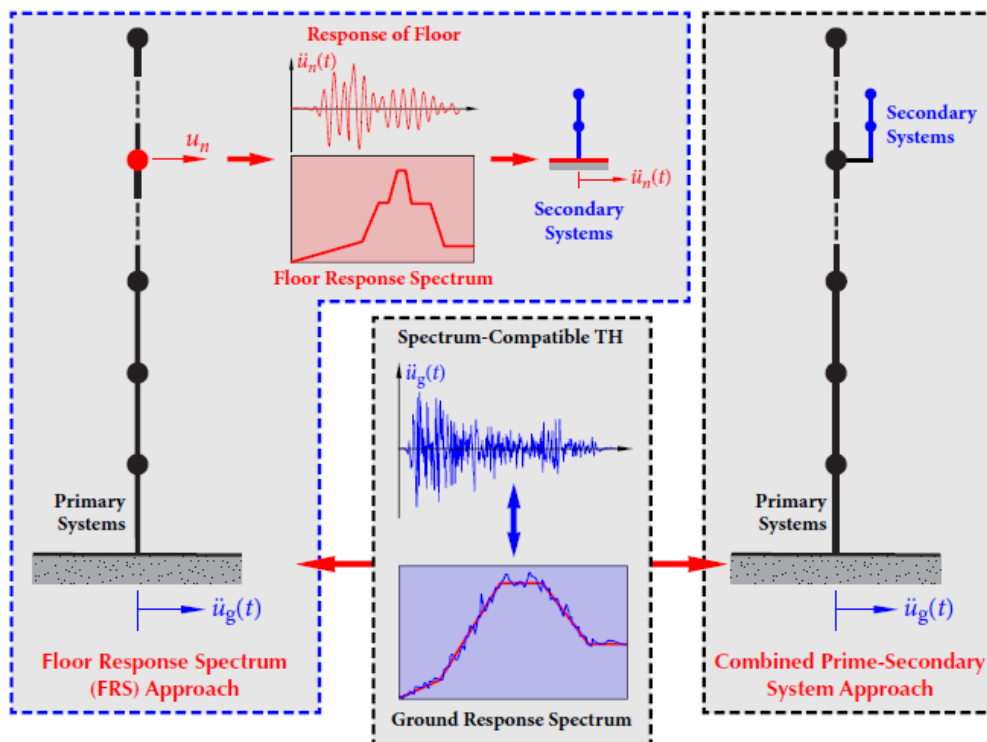 Response of Floor
ün(t)
un
ün(t)
Secondary
Systems
Floor Response Spectrum
Primary
Systems
üg(t)
Floor Response Spectrum
(FRS) Approach
Spectrum-Compatible TH
üg(t)
Ground Response Spectrum
Secondary
Systems
Primary
Systems
üg(t)
Combined Prime-Secondary
System Approach